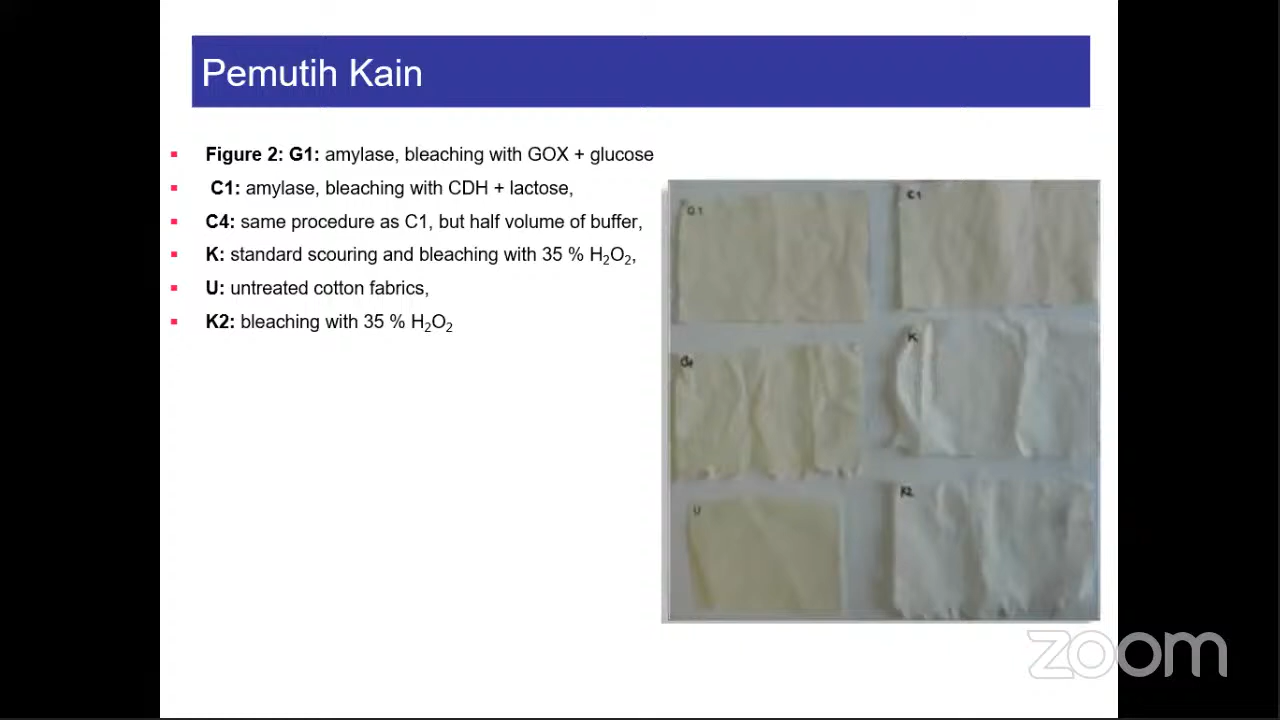 Pemutih Kain
Figure 2: G1: amylase, bleaching with GOX + glucose
C1: amylase, bleaching with CDH + lactose,
C4: same procedure as C1, but half volume of buffer,
K: standard scouring and bleaching with 35 % H₂O₂,
U: untreated cotton fabrics,
K2: bleaching with 35 % H₂O₂
G1
C1
C4
K
U
K2
zoom